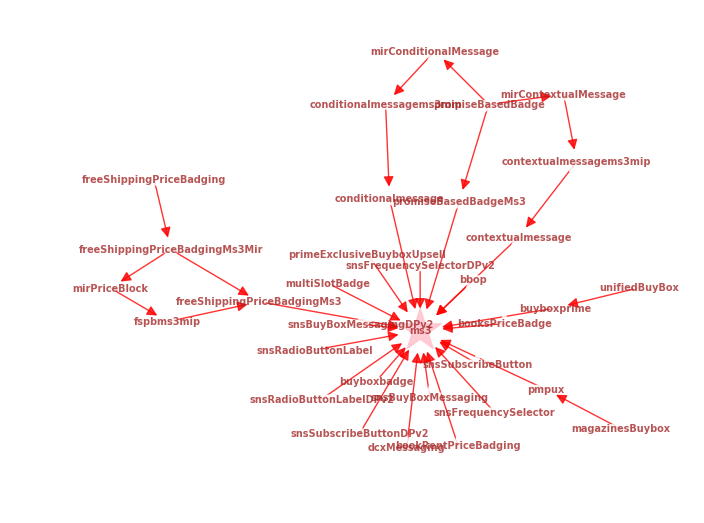 mirConditionalMessage
mirContextualMessage
conditionalmessagems3mip
promiseBasedBadge
contextualmessagems3mip
freeShippingPriceBadging
conditionalmessage
promiseBasedBadgeMs3
contextualmessage
freeShippingPriceBadgingMs3Mir
primeExclusiveBuyboxUpsell
snsFrequencySelectorDPv2
bbop
multiSlotBadge
mirPriceBlock
unifiedBuyBox
freeShippingPriceBadgingMs3
buyboxprime
fspbms3mip
snsBuyBoxMessagingDPv2
booksPriceBadge
ms3
snsRadioButtonLabel
snsSubscribeButton
buyboxbadge
pmpux
snsRadioButtonLabelDPv2
snsBuyBoxMessaging
snsFrequencySelector
magazinesBuybox
snsSubscribeButtonDPv2
dcxMessaging
bookRentPriceBadging